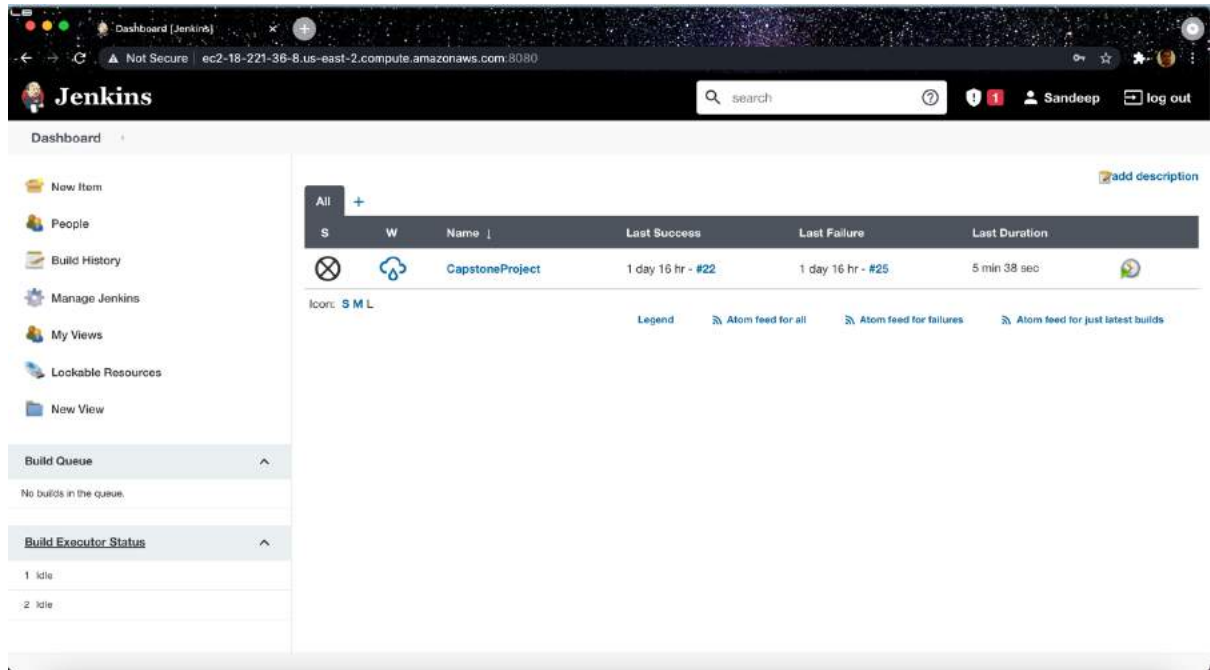 Dashboard [Jenkins]
Not Secure ec2-18-221-36-8.us-east-2.compute.amazonaws.com:8080
Jenkins
search
1
Sandeep
log out
Dashboard
New Item
People
Build History
Manage Jenkins
My Views
Lockable Resources
New View
Build Queue
No builds in the queue.
Build Executor Status
1 Idle
2 Idle
add description
All +
S W Name ↓ Last Success Last Failure Last Duration
CapstoneProject 1 day 16 hr - #22 1 day 16 hr - #25 5 min 38 sec
Icon: S M L
Legend Atom feed for all Atom feed for failures Atom feed for just latest builds